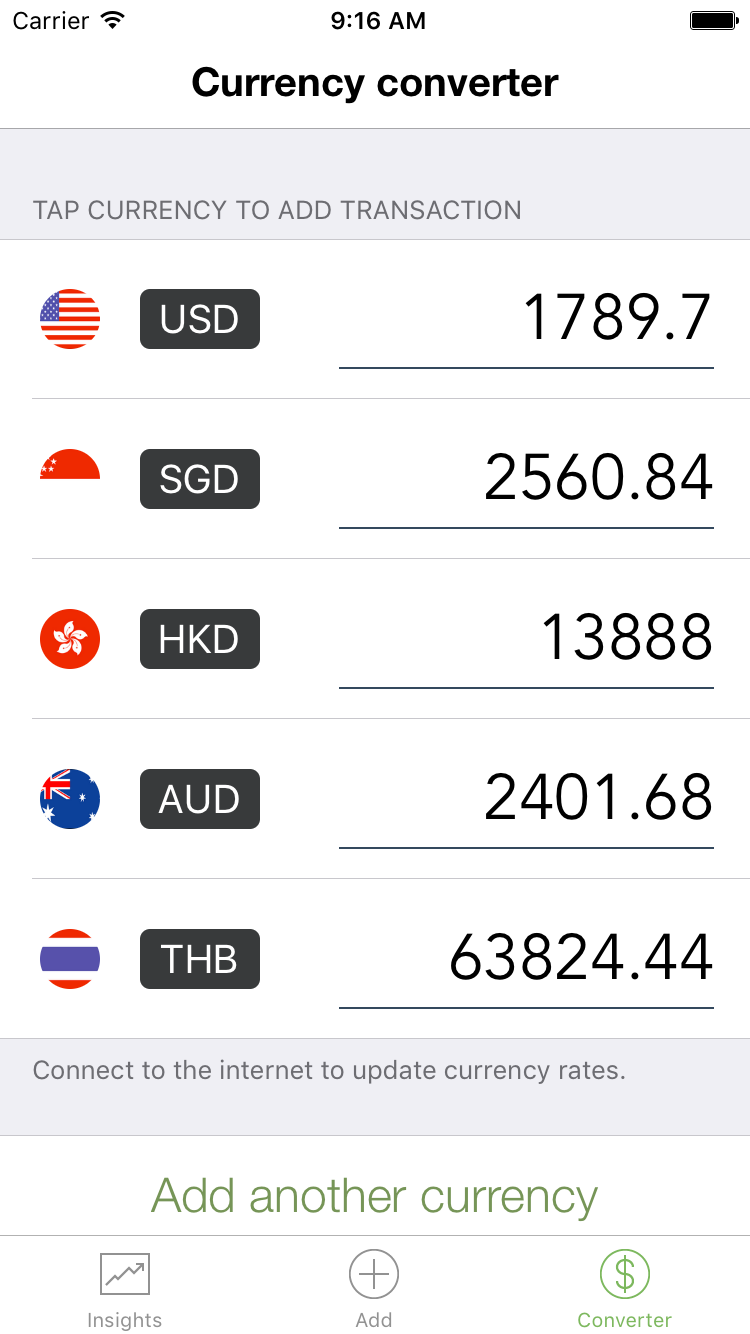 Carrier 9:16 AM
Currency converter
TAP CURRENCY TO ADD TRANSACTION
USD 1789.7
SGD 2560.84
HKD 13888
AUD 2401.68
THB 63824.44
Connect to the internet to update currency rates.
Add another currency
Insights Add Converter